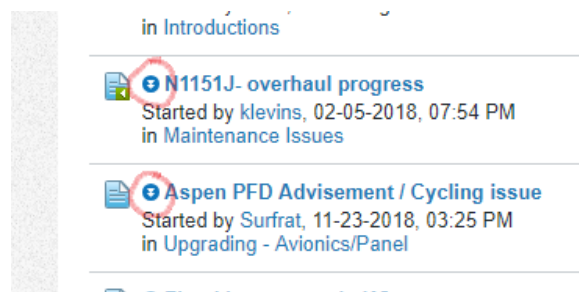 in Introductions
N1151J- overhaul progress
Started by klevins, 02-05-2018, 07:54 PM
in Maintenance Issues
Aspen PFD Advisement / Cycling issue
Started by Surfrat, 11-23-2018, 03:25 PM
in Upgrading - Avionics/Panel